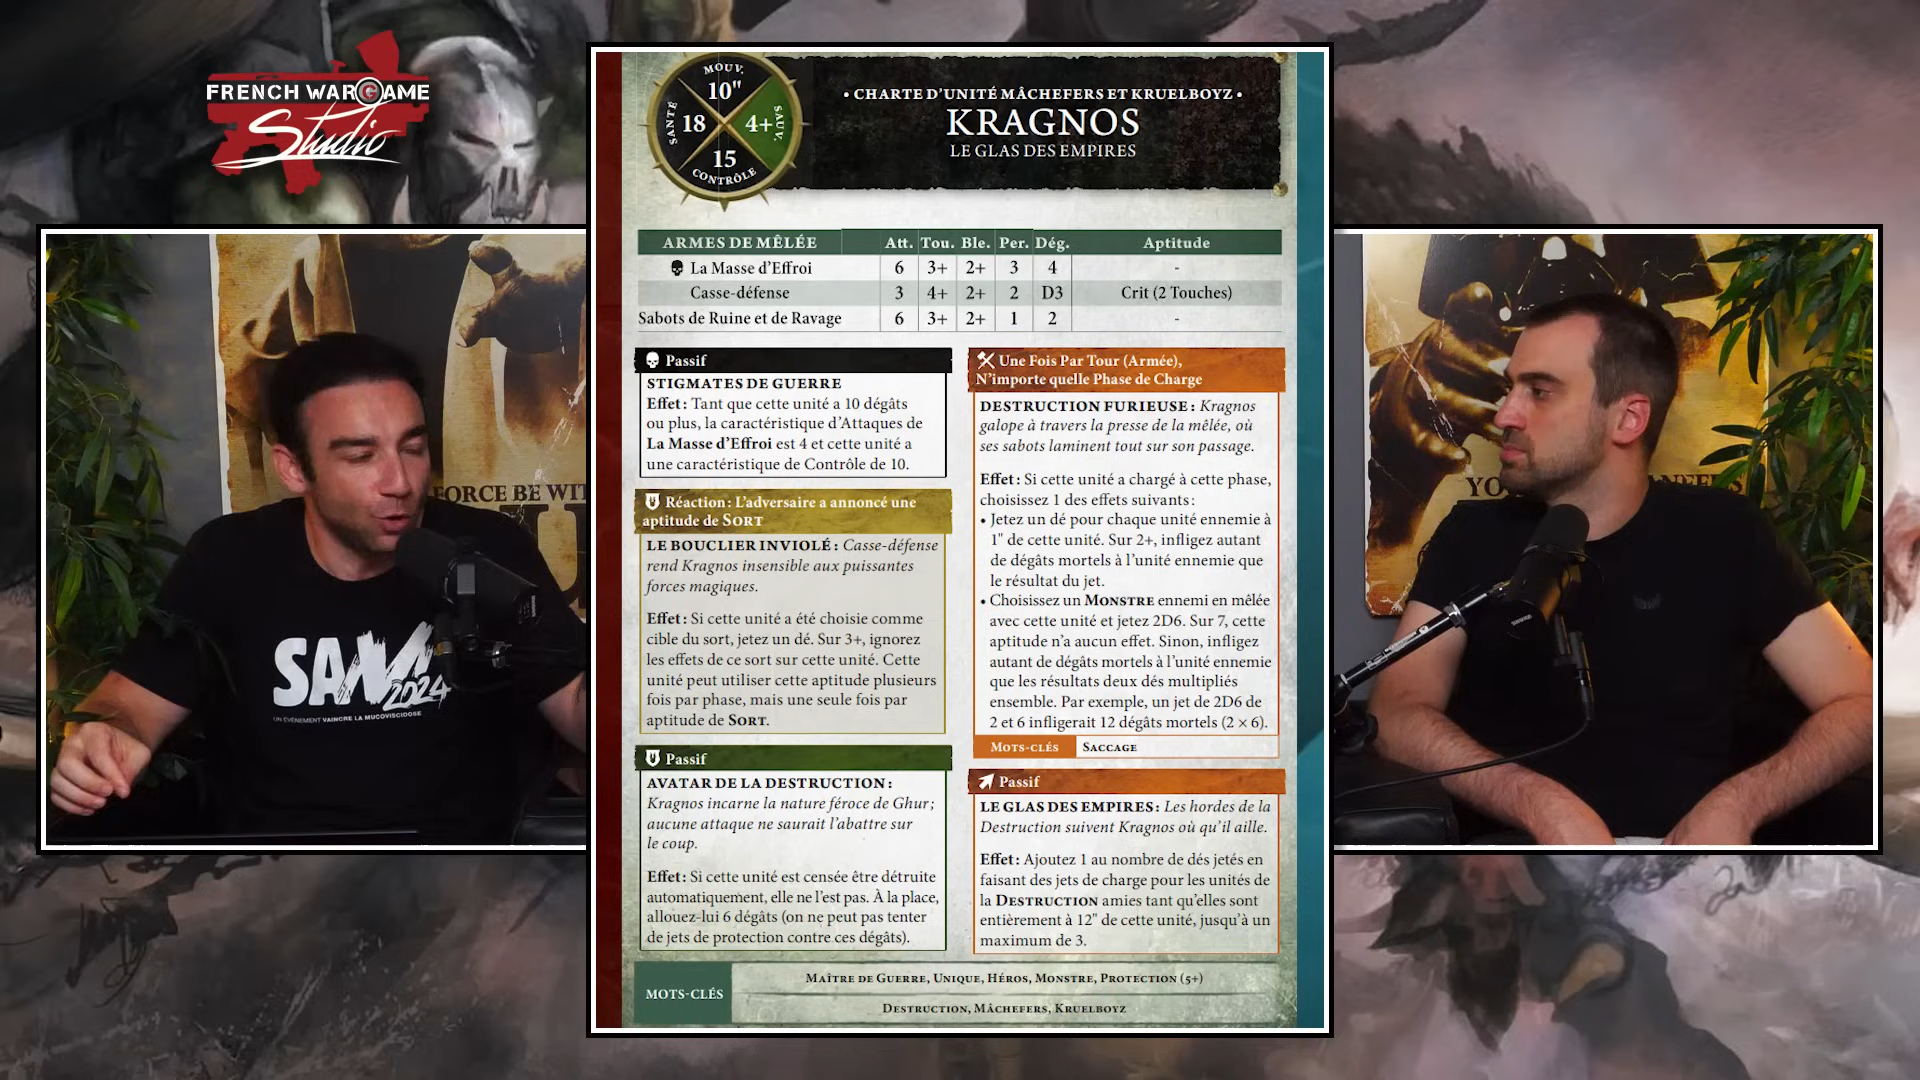 FRENCH WARGAME
Studio
MOUV.
10"
SANTÉ
18
4+
SAUV.
15
CONTRÔLE
• CHARTE D'UNITÉ MÂCHEFERS ET KRUELBOYZ •
KRAGNOS
LE GLAS DES EMPIRES
ARMES DE MÊLÉE Att. Tou. Ble. Per. Dég. Aptitude
La Masse d'Effroi 6 3+ 2+ 3 4 -
Casse-défense 3 4+ 2+ 2 D3 Crit (2 Touches)
Sabots de Ruine et de Ravage 6 3+ 2+ 1 2 -
Passif
STIGMATES DE GUERRE
Effet : Tant que cette unité a 10 dégâts
ou plus, la caractéristique d'Attaques de
La Masse d'Effroi est 4 et cette unité a
une caractéristique de Contrôle de 10.
Réaction : L'adversaire a annoncé une
aptitude de SORT
LE BOUCLIER INVIOLÉ : Casse-défense
rend Kragnos insensible aux puissantes
forces magiques.
Effet : Si cette unité a été choisie comme
cible du sort, jetez un dé. Sur 3+, ignorez
les effets de ce sort sur cette unité. Cette
unité peut utiliser cette aptitude plusieurs
fois par phase, mais une seule fois par
aptitude de SORT.
Passif
AVATAR DE LA DESTRUCTION :
Kragnos incarne la nature féroce de Ghur ;
aucune attaque ne saurait l'abattre sur
le coup.
Effet : Si cette unité est censée être détruite
automatiquement, elle ne l'est pas. À la place,
allouez-lui 6 dégâts (on ne peut pas tenter
de jets de protection contre ces dégâts).
Une Fois Par Tour (Armée),
N'importe quelle Phase de Charge
DESTRUCTION FURIEUSE : Kragnos
galope à travers la presse de la mêlée, où
ses sabots laminent tout sur son passage.
Effet : Si cette unité a chargé à cette phase,
choisissez 1 des effets suivants :
• Jetez un dé pour chaque unité ennemie à
1" de cette unité. Sur 2+, infligez autant
de dégâts mortels à l'unité ennemie que
le résultat du jet.
• Choisissez un MONSTRE ennemi en mêlée
avec cette unité et jetez 2D6. Sur 7, cette
aptitude n'a aucun effet. Sinon, infligez
autant de dégâts mortels à l'unité ennemie
que les résultats deux dés multipliés
ensemble. Par exemple, un jet de 2D6 de
2 et 6 infligerait 12 dégâts mortels (2 × 6).
MOTS-CLÉS SACCAGE
Passif
LE GLAS DES EMPIRES : Les hordes de la
Destruction suivent Kragnos où qu'il aille.
Effet : Ajoutez 1 au nombre de dés jetés en
faisant des jets de charge pour les unités de
la DESTRUCTION amies tant qu'elles sont
entièrement à 12" de cette unité, jusqu'à un
maximum de 3.
MOTS-CLÉS
MAÎTRE DE GUERRE, UNIQUE, HÉROS, MONSTRE, PROTECTION (5+)
DESTRUCTION, MÂCHEFERS, KRUELBOYZ
FORCE BE WIT
SAM
2024
UN ÉVÉNEMENT VAINCRE LA MUCOVISCIDOSE
YO